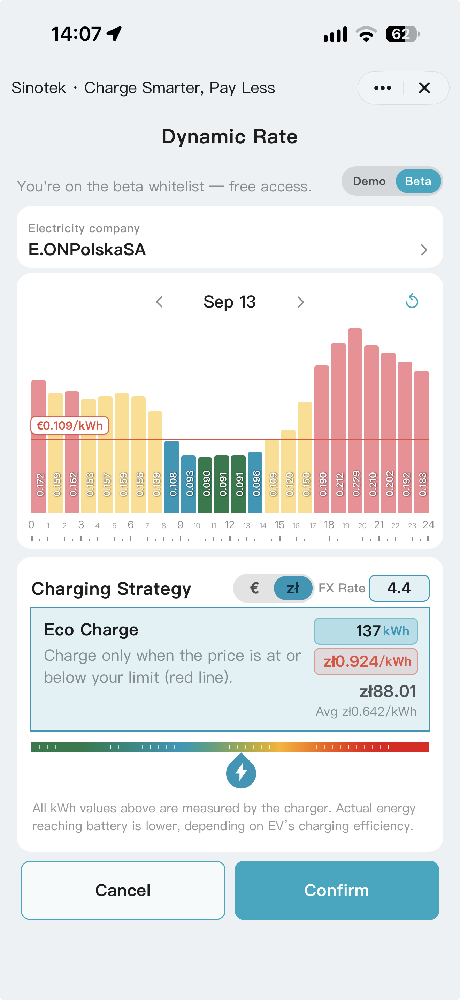 14:07
62
Sinotek · Charge Smarter, Pay Less
Dynamic Rate
You're on the beta whitelist — free access.
Demo Beta
Electricity company
E.ONPolskaSA
Sep 13
€0.109/kWh
0.172 0.159 0.162 0.153 0.157 0.159 0.156 0.139 0.108 0.093 0.090 0.091 0.091 0.096 0.109 0.120 0.150 0.190 0.212 0.229 0.210 0.202 0.192 0.183
0 1 2 3 4 5 6 7 8 9 10 11 12 13 14 15 16 17 18 19 20 21 22 23 24
Charging Strategy € zł FX Rate 4.4
Eco Charge
137 kWh
Charge only when the price is at or
below your limit (red line).
zł0.924/kWh
zł88.01
Avg zł0.642/kWh
All kWh values above are measured by the charger. Actual energy
reaching battery is lower, depending on EV’s charging efficiency.
Cancel
Confirm